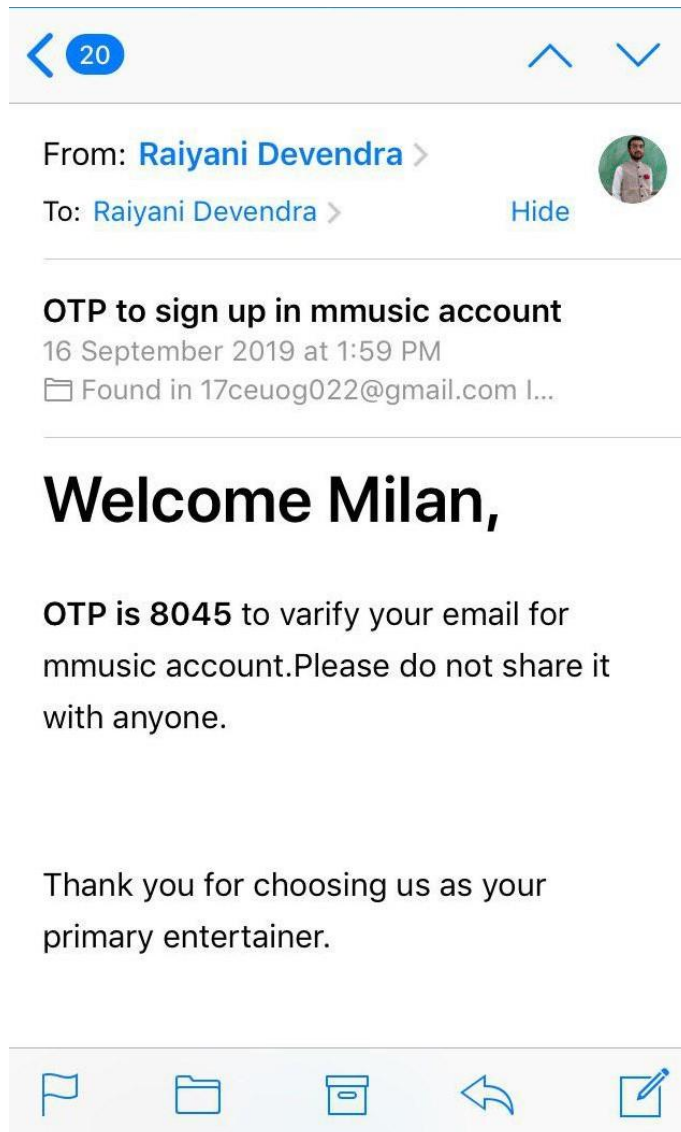 20
From: Raiyani Devendra
To: Raiyani Devendra Hide
OTP to sign up in mmusic account
16 September 2019 at 1:59 PM
Found in 17ceuog022@gmail.com I...
Welcome Milan,
OTP is 8045 to varify your email for
mmusic account.Please do not share it
with anyone.
Thank you for choosing us as your
primary entertainer.